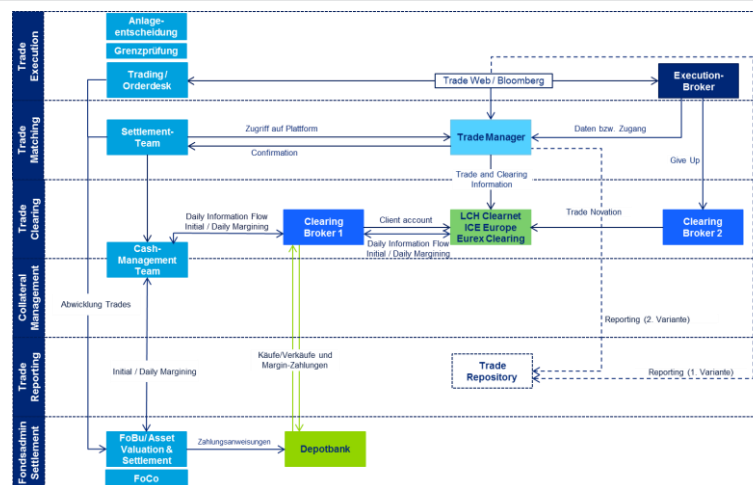 Trade
Execution
Anlage-
entscheidung
Grenzprüfung
Trading /
Orderdesk
Trade Web / Bloomberg
Execution-
Broker
Trade
Matching
Settlement-
Team
Zugriff auf Plattform
Confirmation
Trade Manager
Daten bzw. Zugang
Give Up
Trade and Clearing
Information
Trade
Clearing
Daily Information Flow
Initial / Daily Margining
Clearing
Broker 1
Client account
Daily Information Flow
Initial / Daily Margining
LCH Clearnet
ICE Europe
Eurex Clearing
Trade Novation
Clearing
Broker 2
Cash-
Management
Team
Collateral
Management
Abwicklung Trades
Reporting (2. Variante)
Trade
Reporting
Initial / Daily Margining
Käufe/Verkäufe und
Margin-Zahlungen
Trade
Repository
Reporting (1. Variante)
Fondsadmin
Settlement
FoBu/ Asset
Valuation &
Settlement
Zahlungsanweisungen
Depotbank
FoCo